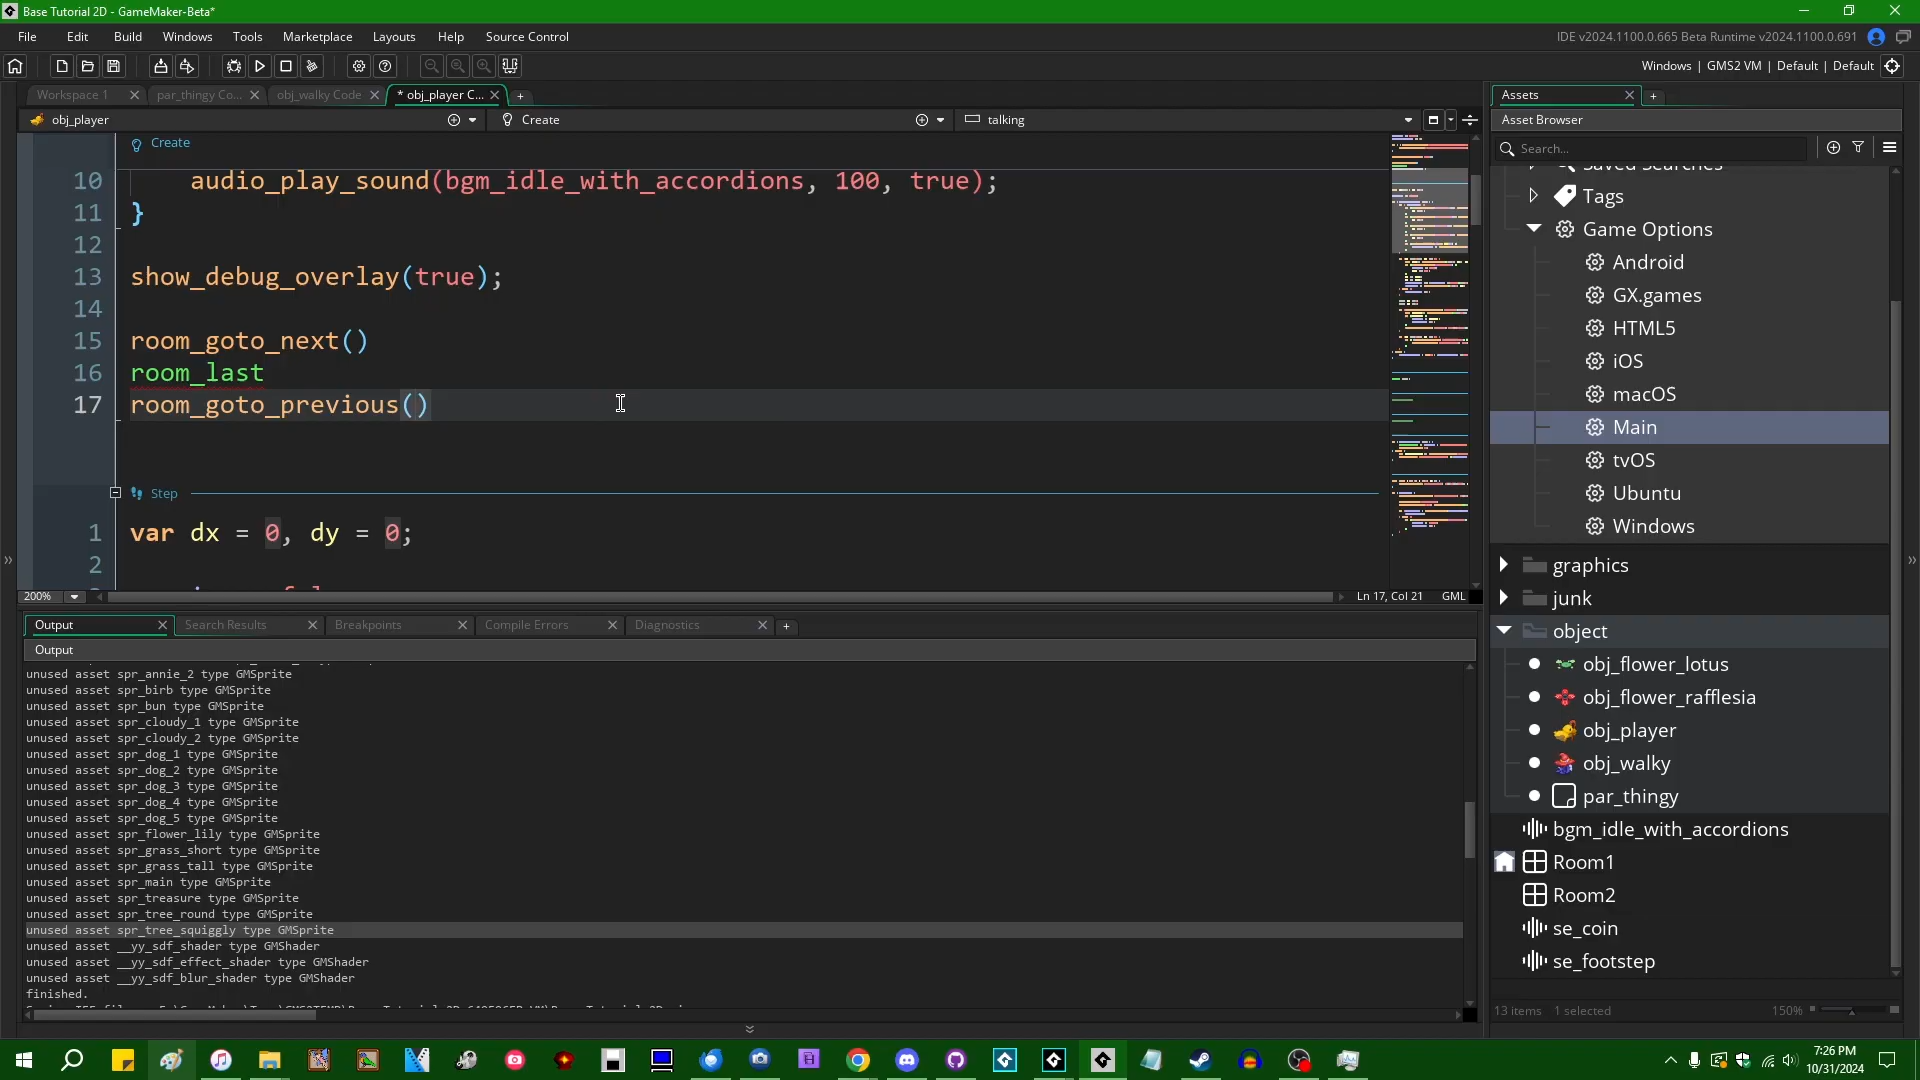 Base Tutorial 2D - GameMaker-Beta*
File Edit Build Windows Tools Marketplace Layouts Help Source Control
IDE v2024.1100.0.665 Beta Runtime v2024.1100.0.691
Windows | GMS2 VM | Default | Default
Workspace 1
par_thingy Co...
obj_walky Code
* obj_player C...
obj_player
Create
talking
Create
10 audio_play_sound(bgm_idle_with_accordions, 100, true);
11 }
12
13 show_debug_overlay(true);
14
15 room_goto_next()
16 room_last
17 room_goto_previous()
Step
1 var dx = 0, dy = 0;
2
200%
Ln 17, Col 21 GML
Output
Search Results
Breakpoints
Compile Errors
Diagnostics
Output
unused asset spr_annie_2 type GMSprite
unused asset spr_birb type GMSprite
unused asset spr_bun type GMSprite
unused asset spr_cloudy_1 type GMSprite
unused asset spr_cloudy_2 type GMSprite
unused asset spr_dog_1 type GMSprite
unused asset spr_dog_2 type GMSprite
unused asset spr_dog_3 type GMSprite
unused asset spr_dog_4 type GMSprite
unused asset spr_dog_5 type GMSprite
unused asset spr_flower_lily type GMSprite
unused asset spr_grass_short type GMSprite
unused asset spr_grass_tall type GMSprite
unused asset spr_main type GMSprite
unused asset spr_treasure type GMSprite
unused asset spr_tree_round type GMSprite
unused asset spr_tree_squiggly type GMSprite
unused asset __yy_sdf_shader type GMShader
unused asset __yy_sdf_effect_shader type GMShader
unused asset __yy_sdf_blur_shader type GMShader
finished.
Assets
Asset Browser
Search...
Saved Searches
Tags
Game Options
Android
GX.games
HTML5
iOS
macOS
Main
tvOS
Ubuntu
Windows
graphics
junk
object
obj_flower_lotus
obj_flower_rafflesia
obj_player
obj_walky
par_thingy
bgm_idle_with_accordions
Room1
Room2
se_coin
se_footstep
13 items 1 selected
150%
7:26 PM
10/31/2024